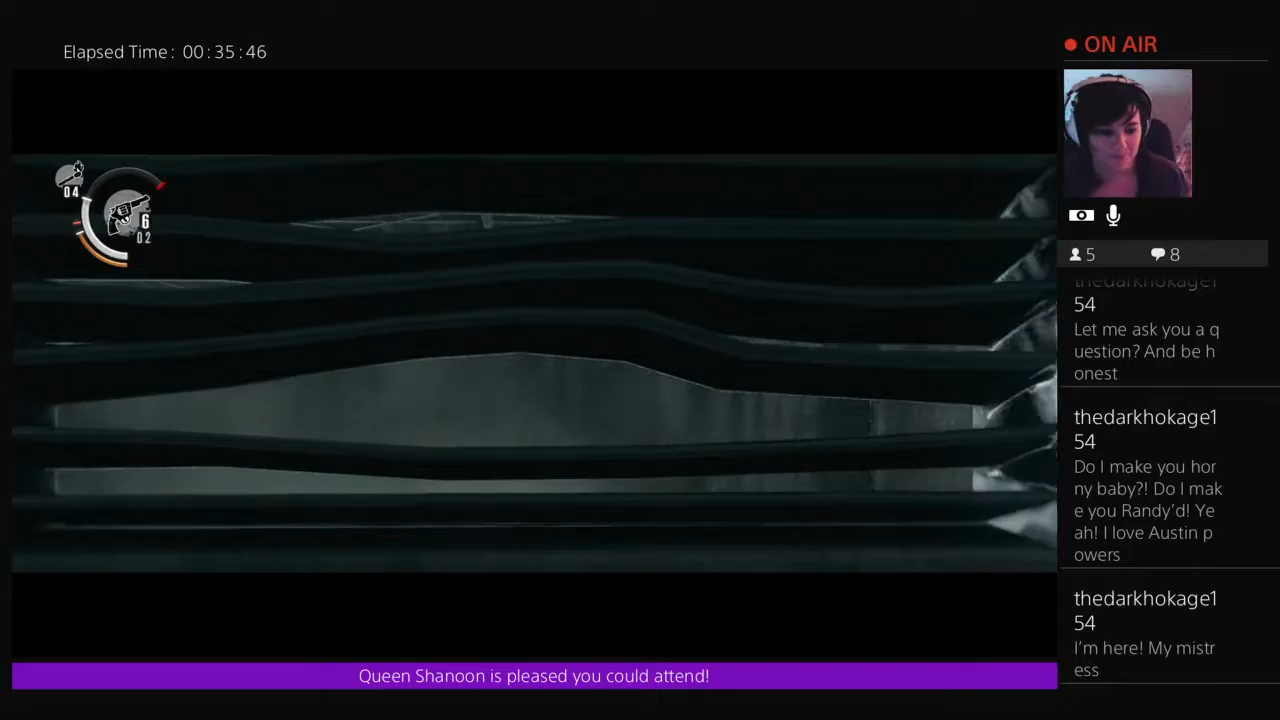 Elapsed Time: 00:35:46
ON AIR
04
6
02
5
8
thedarkhokage1
54
Let me ask you a q
uestion? And be h
onest
thedarkhokage1
54
Do I make you hor
ny baby?! Do I mak
e you Randy'd! Ye
ah! I love Austin p
owers
thedarkhokage1
54
I'm here! My mistr
ess
Queen Shanoon is pleased you could attend!